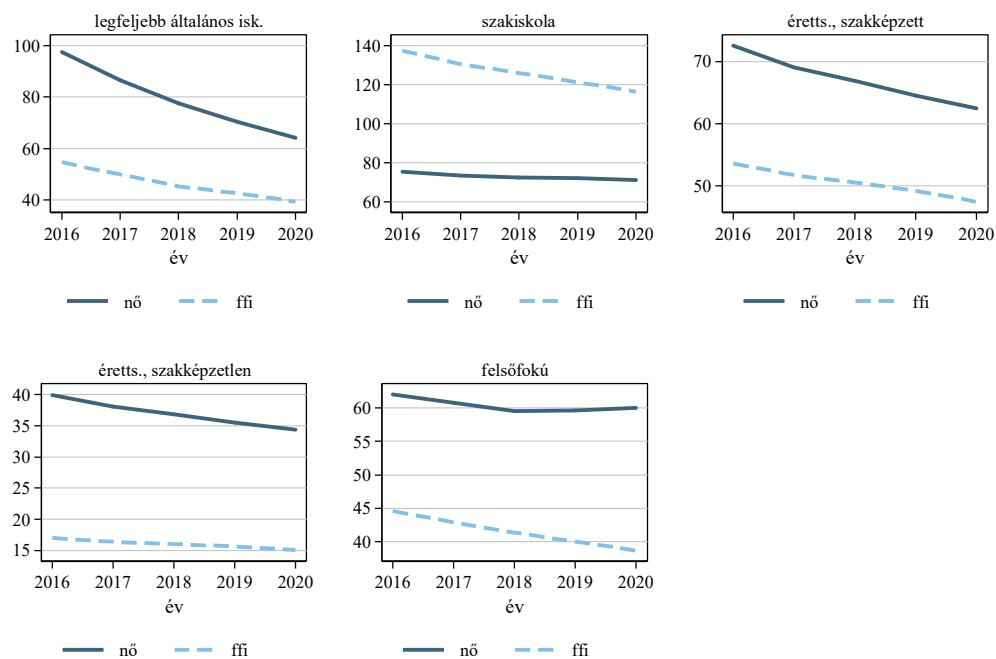 legfeljebb általános isk.
100
80
60
40
2016 2017 2018 2019 2020
év
nő ffi
szakiskola
140
120
100
80
60
2016 2017 2018 2019 2020
év
nő ffi
éretts., szakképzett
70
60
50
2016 2017 2018 2019 2020
év
nő ffi
éretts., szakképzetlen
40
35
30
25
20
15
2016 2017 2018 2019 2020
év
nő ffi
felsőfokú
60
55
50
45
40
2016 2017 2018 2019 2020
év
nő ffi